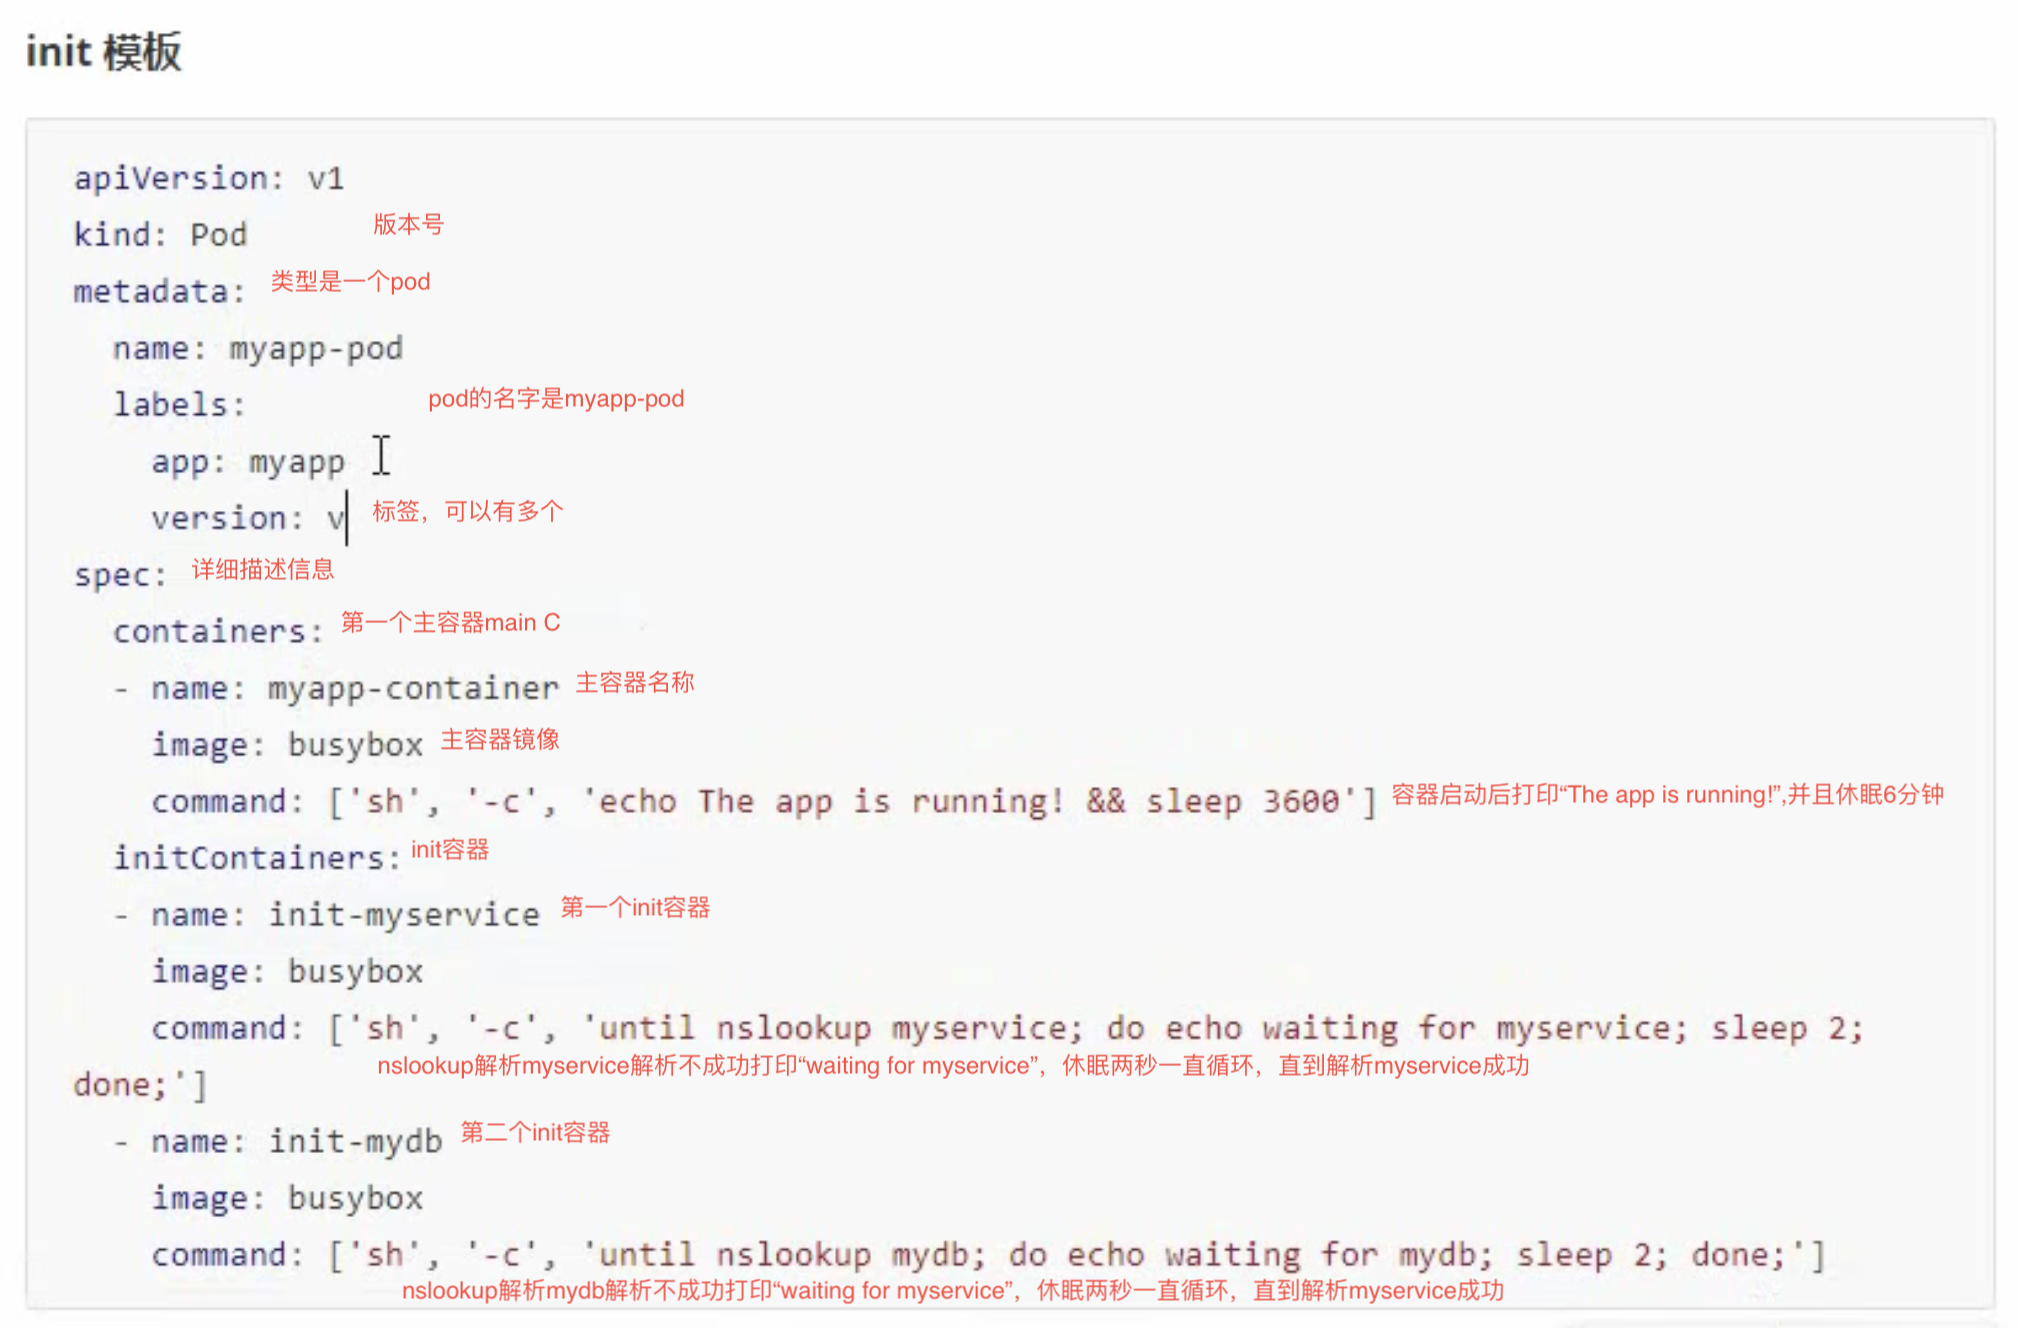 init 模板
apiVersion: v1
kind: Pod
版本号
metadata:
类型是一个pod
name: myapp-pod
labels:
pod的名字是myapp-pod
app: myapp
version: v
标签，可以有多个
spec:
详细描述信息
containers:
第一个主容器main C
- name: myapp-container
主容器名称
image: busybox
主容器镜像
command: ['sh', '-c', 'echo The app is running! && sleep 3600']
容器启动后打印“The app is running!”,并且休眠6分钟
initContainers:
init容器
- name: init-myservice
第一个init容器
image: busybox
command: ['sh', '-c', 'until nslookup myservice; do echo waiting for myservice; sleep 2;
nslookup解析myservice解析不成功打印“waiting for myservice”，休眠两秒一直循环，直到解析myservice成功
done;']
- name: init-mydb
第二个init容器
image: busybox
command: ['sh', '-c', 'until nslookup mydb; do echo waiting for mydb; sleep 2; done;']
nslookup解析mydb解析不成功打印“waiting for myservice”，休眠两秒一直循环，直到解析myservice成功